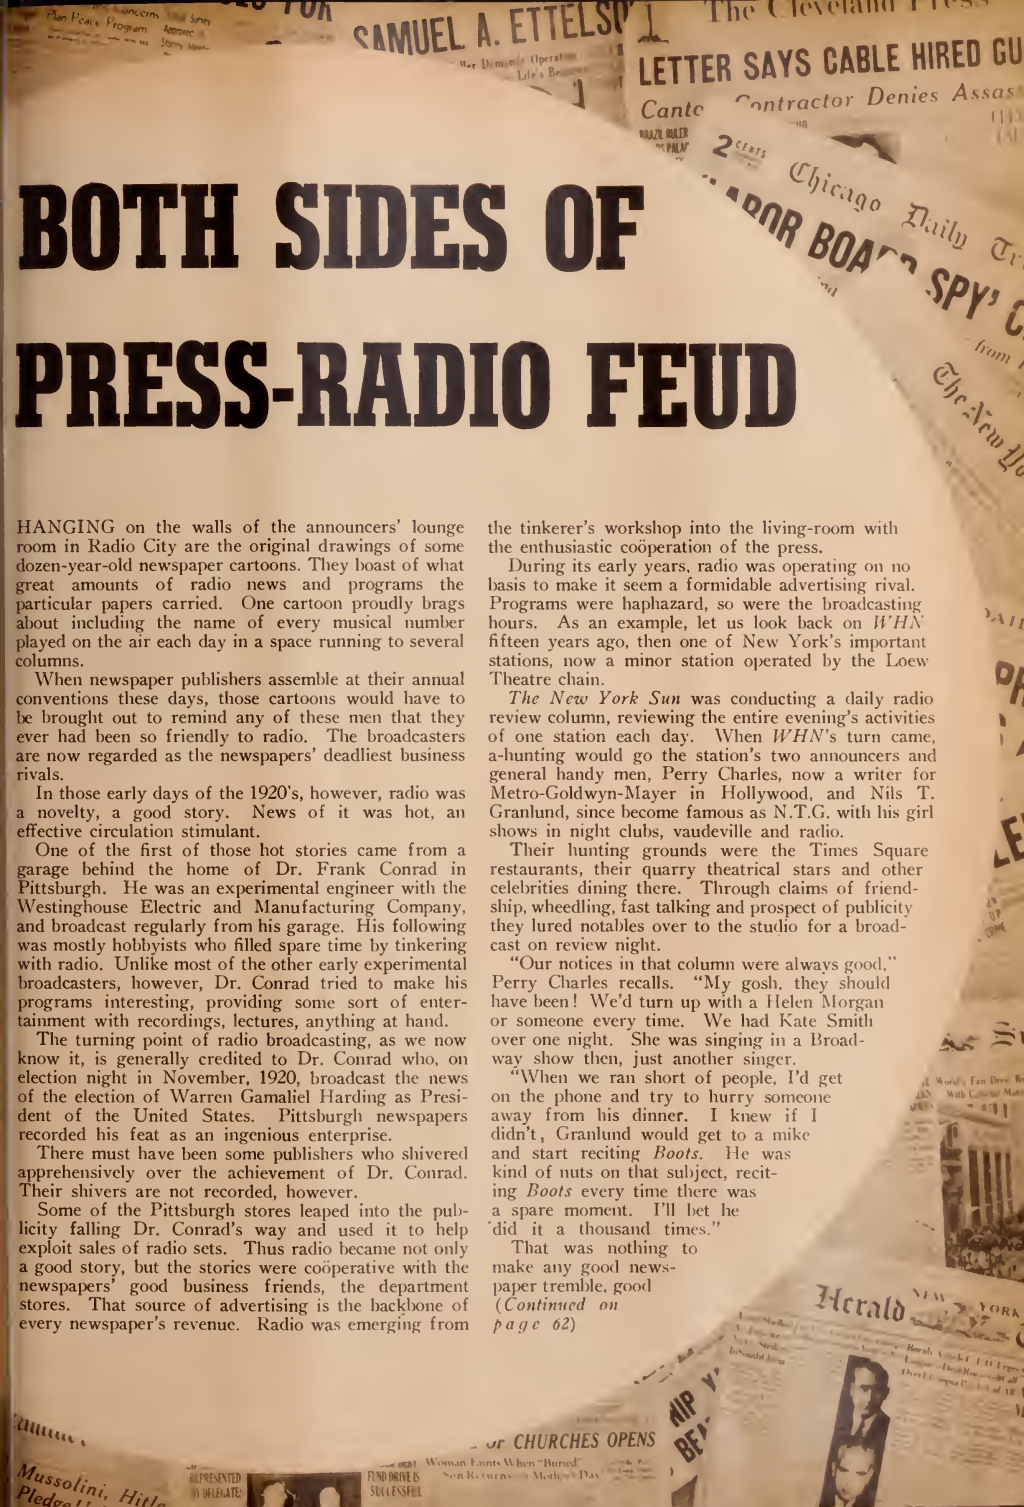 Plan Peace Program
SAMUEL A. ETTELS
The Cleveland Press
LETTER SAYS CABLE HIRED GU
Contractor Denies Assas
BRAZIL RULER
2 CENTS
Chicago Daily Tr
LABOR BOARD SPY' C
from
The New Yo
BOTH SIDES OF
PRESS-RADIO FEUD
HANGING on the walls of the announcers' lounge
room in Radio City are the original drawings of some
dozen-year-old newspaper cartoons. They boast of what
great amounts of radio news and programs the
particular papers carried. One cartoon proudly brags
about including the name of every musical number
played on the air each day in a space running to several
columns.
When newspaper publishers assemble at their annual
conventions these days, those cartoons would have to
be brought out to remind any of these men that they
ever had been so friendly to radio. The broadcasters
are now regarded as the newspapers' deadliest business
rivals.
In those early days of the 1920's, however, radio was
a novelty, a good story. News of it was hot, an
effective circulation stimulant.
One of the first of those hot stories came from a
garage behind the home of Dr. Frank Conrad in
Pittsburgh. He was an experimental engineer with the
Westinghouse Electric and Manufacturing Company,
and broadcast regularly from his garage. His following
was mostly hobbyists who filled spare time by tinkering
with radio. Unlike most of the other early experimental
broadcasters, however, Dr. Conrad tried to make his
programs interesting, providing some sort of enter-
tainment with recordings, lectures, anything at hand.
The turning point of radio broadcasting, as we now
know it, is generally credited to Dr. Conrad who, on
election night in November, 1920, broadcast the news
of the election of Warren Gamaliel Harding as Presi-
dent of the United States. Pittsburgh newspapers
recorded his feat as an ingenious enterprise.
There must have been some publishers who shivered
apprehensively over the achievement of Dr. Conrad.
Their shivers are not recorded, however.
Some of the Pittsburgh stores leaped into the pub-
licity falling Dr. Conrad's way and used it to help
exploit sales of radio sets. Thus radio became not only
a good story, but the stories were coöperative with the
newspapers' good business friends, the department
stores. That source of advertising is the backbone of
every newspaper's revenue. Radio was emerging from
the tinkerer's workshop into the living-room with
the enthusiastic coöperation of the press.
During its early years, radio was operating on no
basis to make it seem a formidable advertising rival.
Programs were haphazard, so were the broadcasting
hours. As an example, let us look back on WHN
fifteen years ago, then one of New York's important
stations, now a minor station operated by the Loew
Theatre chain.
The New York Sun was conducting a daily radio
review column, reviewing the entire evening's activities
of one station each day. When WHN's turn came,
a-hunting would go the station's two announcers and
general handy men, Perry Charles, now a writer for
Metro-Goldwyn-Mayer in Hollywood, and Nils T.
Granlund, since become famous as N.T.G. with his girl
shows in night clubs, vaudeville and radio.
Their hunting grounds were the Times Square
restaurants, their quarry theatrical stars and other
celebrities dining there. Through claims of friend-
ship, wheedling, fast talking and prospect of publicity
they lured notables over to the studio for a broad-
cast on review night.
"Our notices in that column were always good,"
Perry Charles recalls. "My gosh, they should
have been! We'd turn up with a Helen Morgan
or someone every time. We had Kate Smith
over one night. She was singing in a Broad-
way show then, just another singer.
"When we ran short of people, I'd get
on the phone and try to hurry someone
away from his dinner. I knew if I
didn't, Granlund would get to a mike
and start reciting Boots. He was
kind of nuts on that subject, recit-
ing Boots every time there was
a spare moment. I'll bet he
did it a thousand times."
That was nothing to
make any good news-
paper tremble, good
(Continued on
page 62)
Herald
NEW YORK
OF CHURCHES OPENS
Woman Faints When "Buried"
Son Returns on Mother's Day
REPRESENTED
FUND DRIVE IS
SUCCESSFUL
Mussolini, Hitle
Pledge